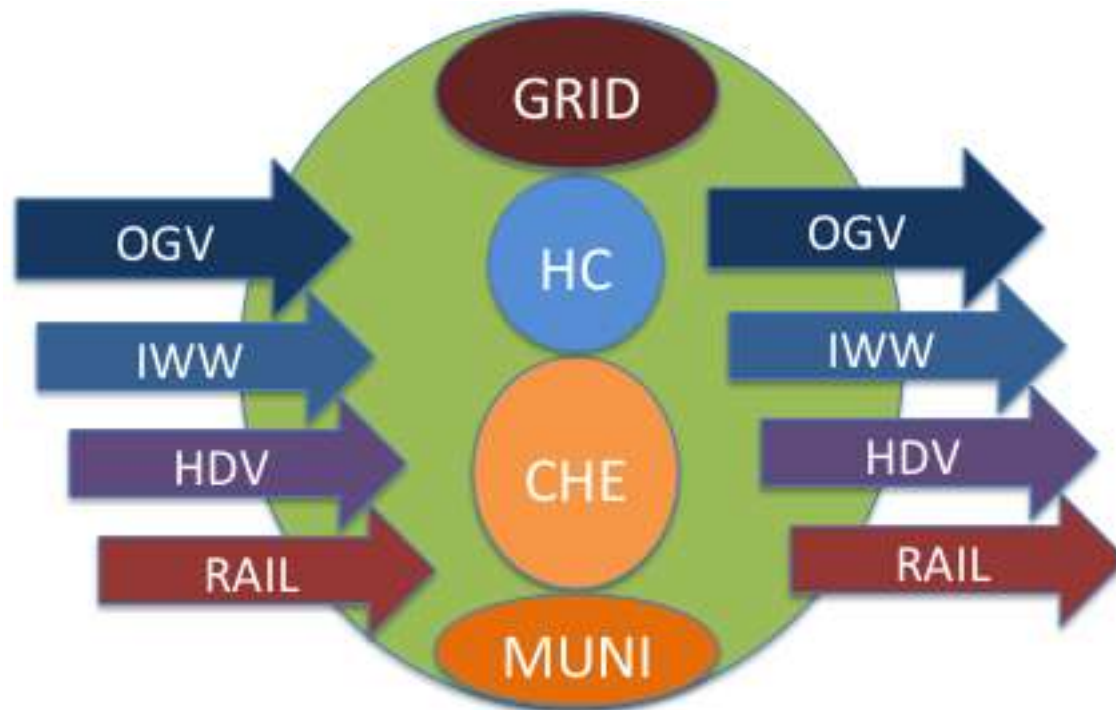 GRID
OGV
HC
OGV
IWW
IWW
HDV
CHE
HDV
RAIL
RAIL
MUNI